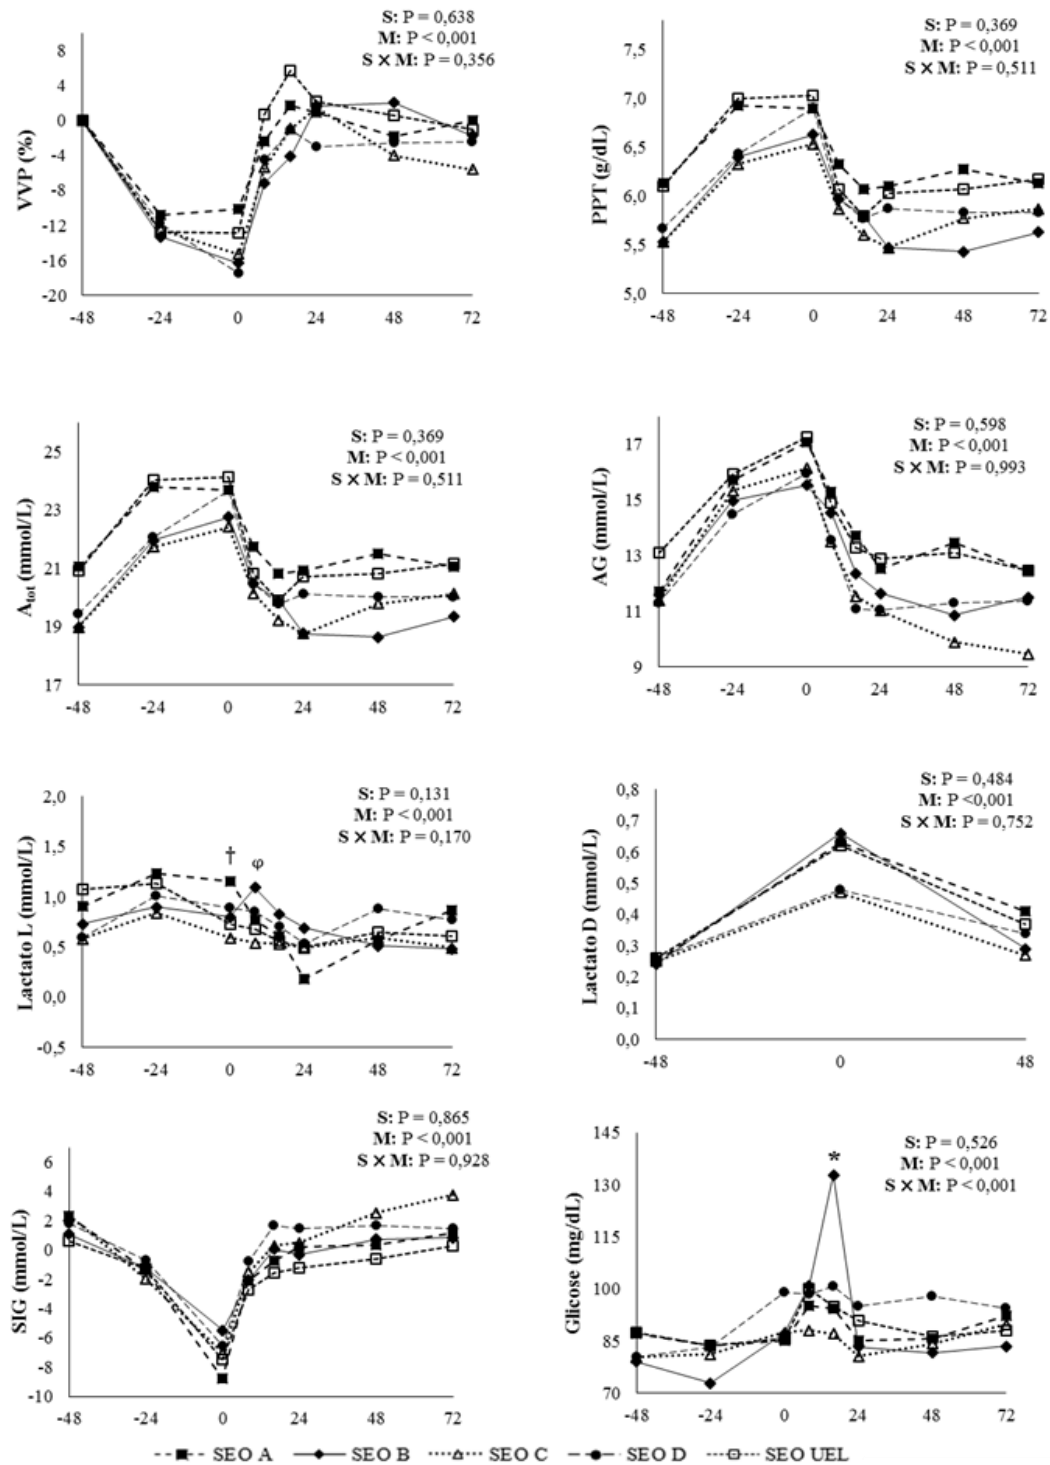 S: P = 0,638
M: P < 0,001
S × M: P = 0,356
VVP (%)
8
4
0
-4
-8
-12
-16
-20
-48 -24 0 24 48 72
S: P = 0,369
M: P < 0,001
S × M: P = 0,511
PPT (g/dL)
7,5
7,0
6,5
6,0
5,5
5,0
-48 -24 0 24 48 72
S: P = 0,369
M: P < 0,001
S × M: P = 0,511
Atot (mmol/L)
25
23
21
19
17
-48 -24 0 24 48 72
S: P = 0,598
M: P < 0,001
S × M: P = 0,993
AG (mmol/L)
17
15
13
11
9
-48 -24 0 24 48 72
S: P = 0,131
M: P < 0,001
S × M: P = 0,170
Lactato L (mmol/L)
2,0
1,5
1,0
0,5
0,0
-0,5
† φ
-48 -24 0 24 48 72
S: P = 0,484
M: P <0,001
S × M: P = 0,752
Lactato D (mmol/L)
0,8
0,7
0,6
0,5
0,4
0,3
0,2
0,1
0,0
-48 0 48
S: P = 0,865
M: P < 0,001
S × M: P = 0,928
SIG (mmol/L)
6
4
2
0
-2
-4
-6
-8
-10
-48 -24 0 24 48 72
S: P = 0,526
M: P < 0,001
S × M: P < 0,001
Glicose (mg/dL)
145
130
115
100
85
70
*
-48 -24 0 24 48 72
SEO A SEO B SEO C SEO D SEO UEL